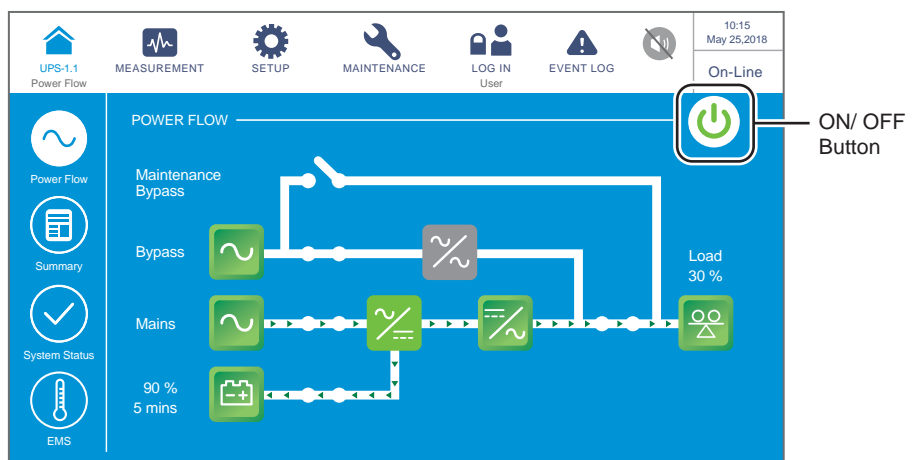 UPS-1.1
Power Flow
MEASUREMENT
SETUP
MAINTENANCE
LOG IN
User
EVENT LOG
10:15
May 25,2018
On-Line
POWER FLOW
ON/ OFF
Button
Power Flow
Summary
System Status
EMS
Maintenance
Bypass
Bypass
Mains
90 %
5 mins
Load
30 %